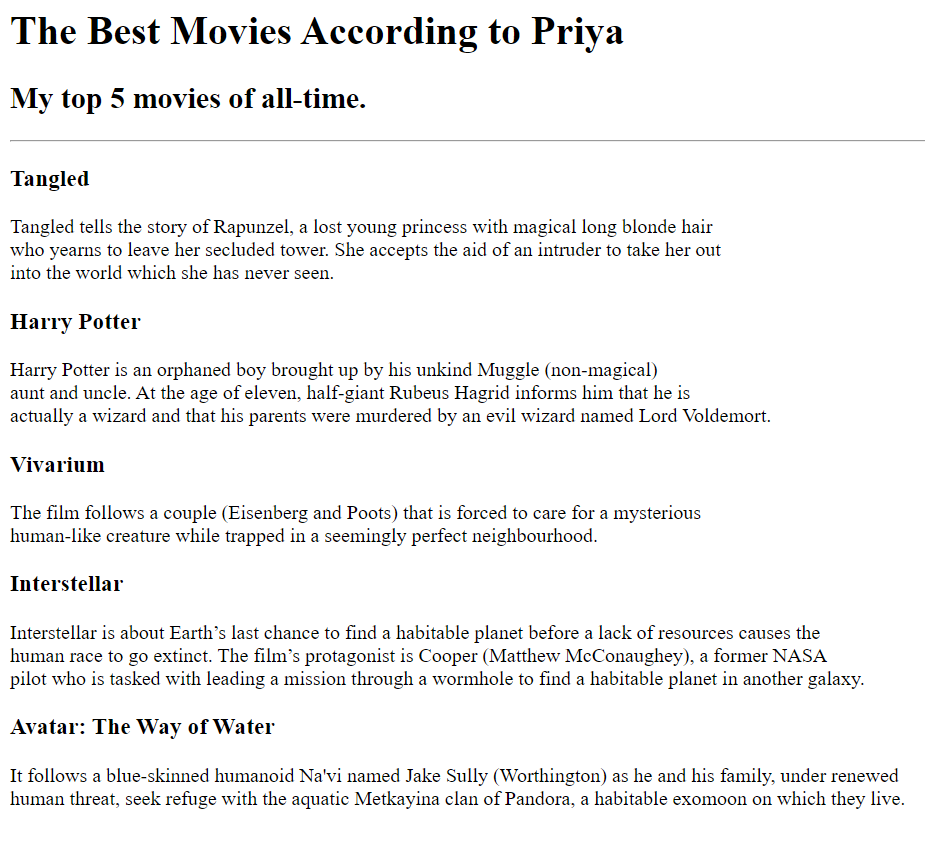 The Best Movies According to Priya
My top 5 movies of all-time.
Tangled
Tangled tells the story of Rapunzel, a lost young princess with magical long blonde hair
who yearns to leave her secluded tower. She accepts the aid of an intruder to take her out
into the world which she has never seen.
Harry Potter
Harry Potter is an orphaned boy brought up by his unkind Muggle (non-magical)
aunt and uncle. At the age of eleven, half-giant Rubeus Hagrid informs him that he is
actually a wizard and that his parents were murdered by an evil wizard named Lord Voldemort.
Vivarium
The film follows a couple (Eisenberg and Poots) that is forced to care for a mysterious
human-like creature while trapped in a seemingly perfect neighbourhood.
Interstellar
Interstellar is about Earth’s last chance to find a habitable planet before a lack of resources causes the
human race to go extinct. The film’s protagonist is Cooper (Matthew McConaughey), a former NASA
pilot who is tasked with leading a mission through a wormhole to find a habitable planet in another galaxy.
Avatar: The Way of Water
It follows a blue-skinned humanoid Na'vi named Jake Sully (Worthington) as he and his family, under renewed
human threat, seek refuge with the aquatic Metkayina clan of Pandora, a habitable exomoon on which they live.